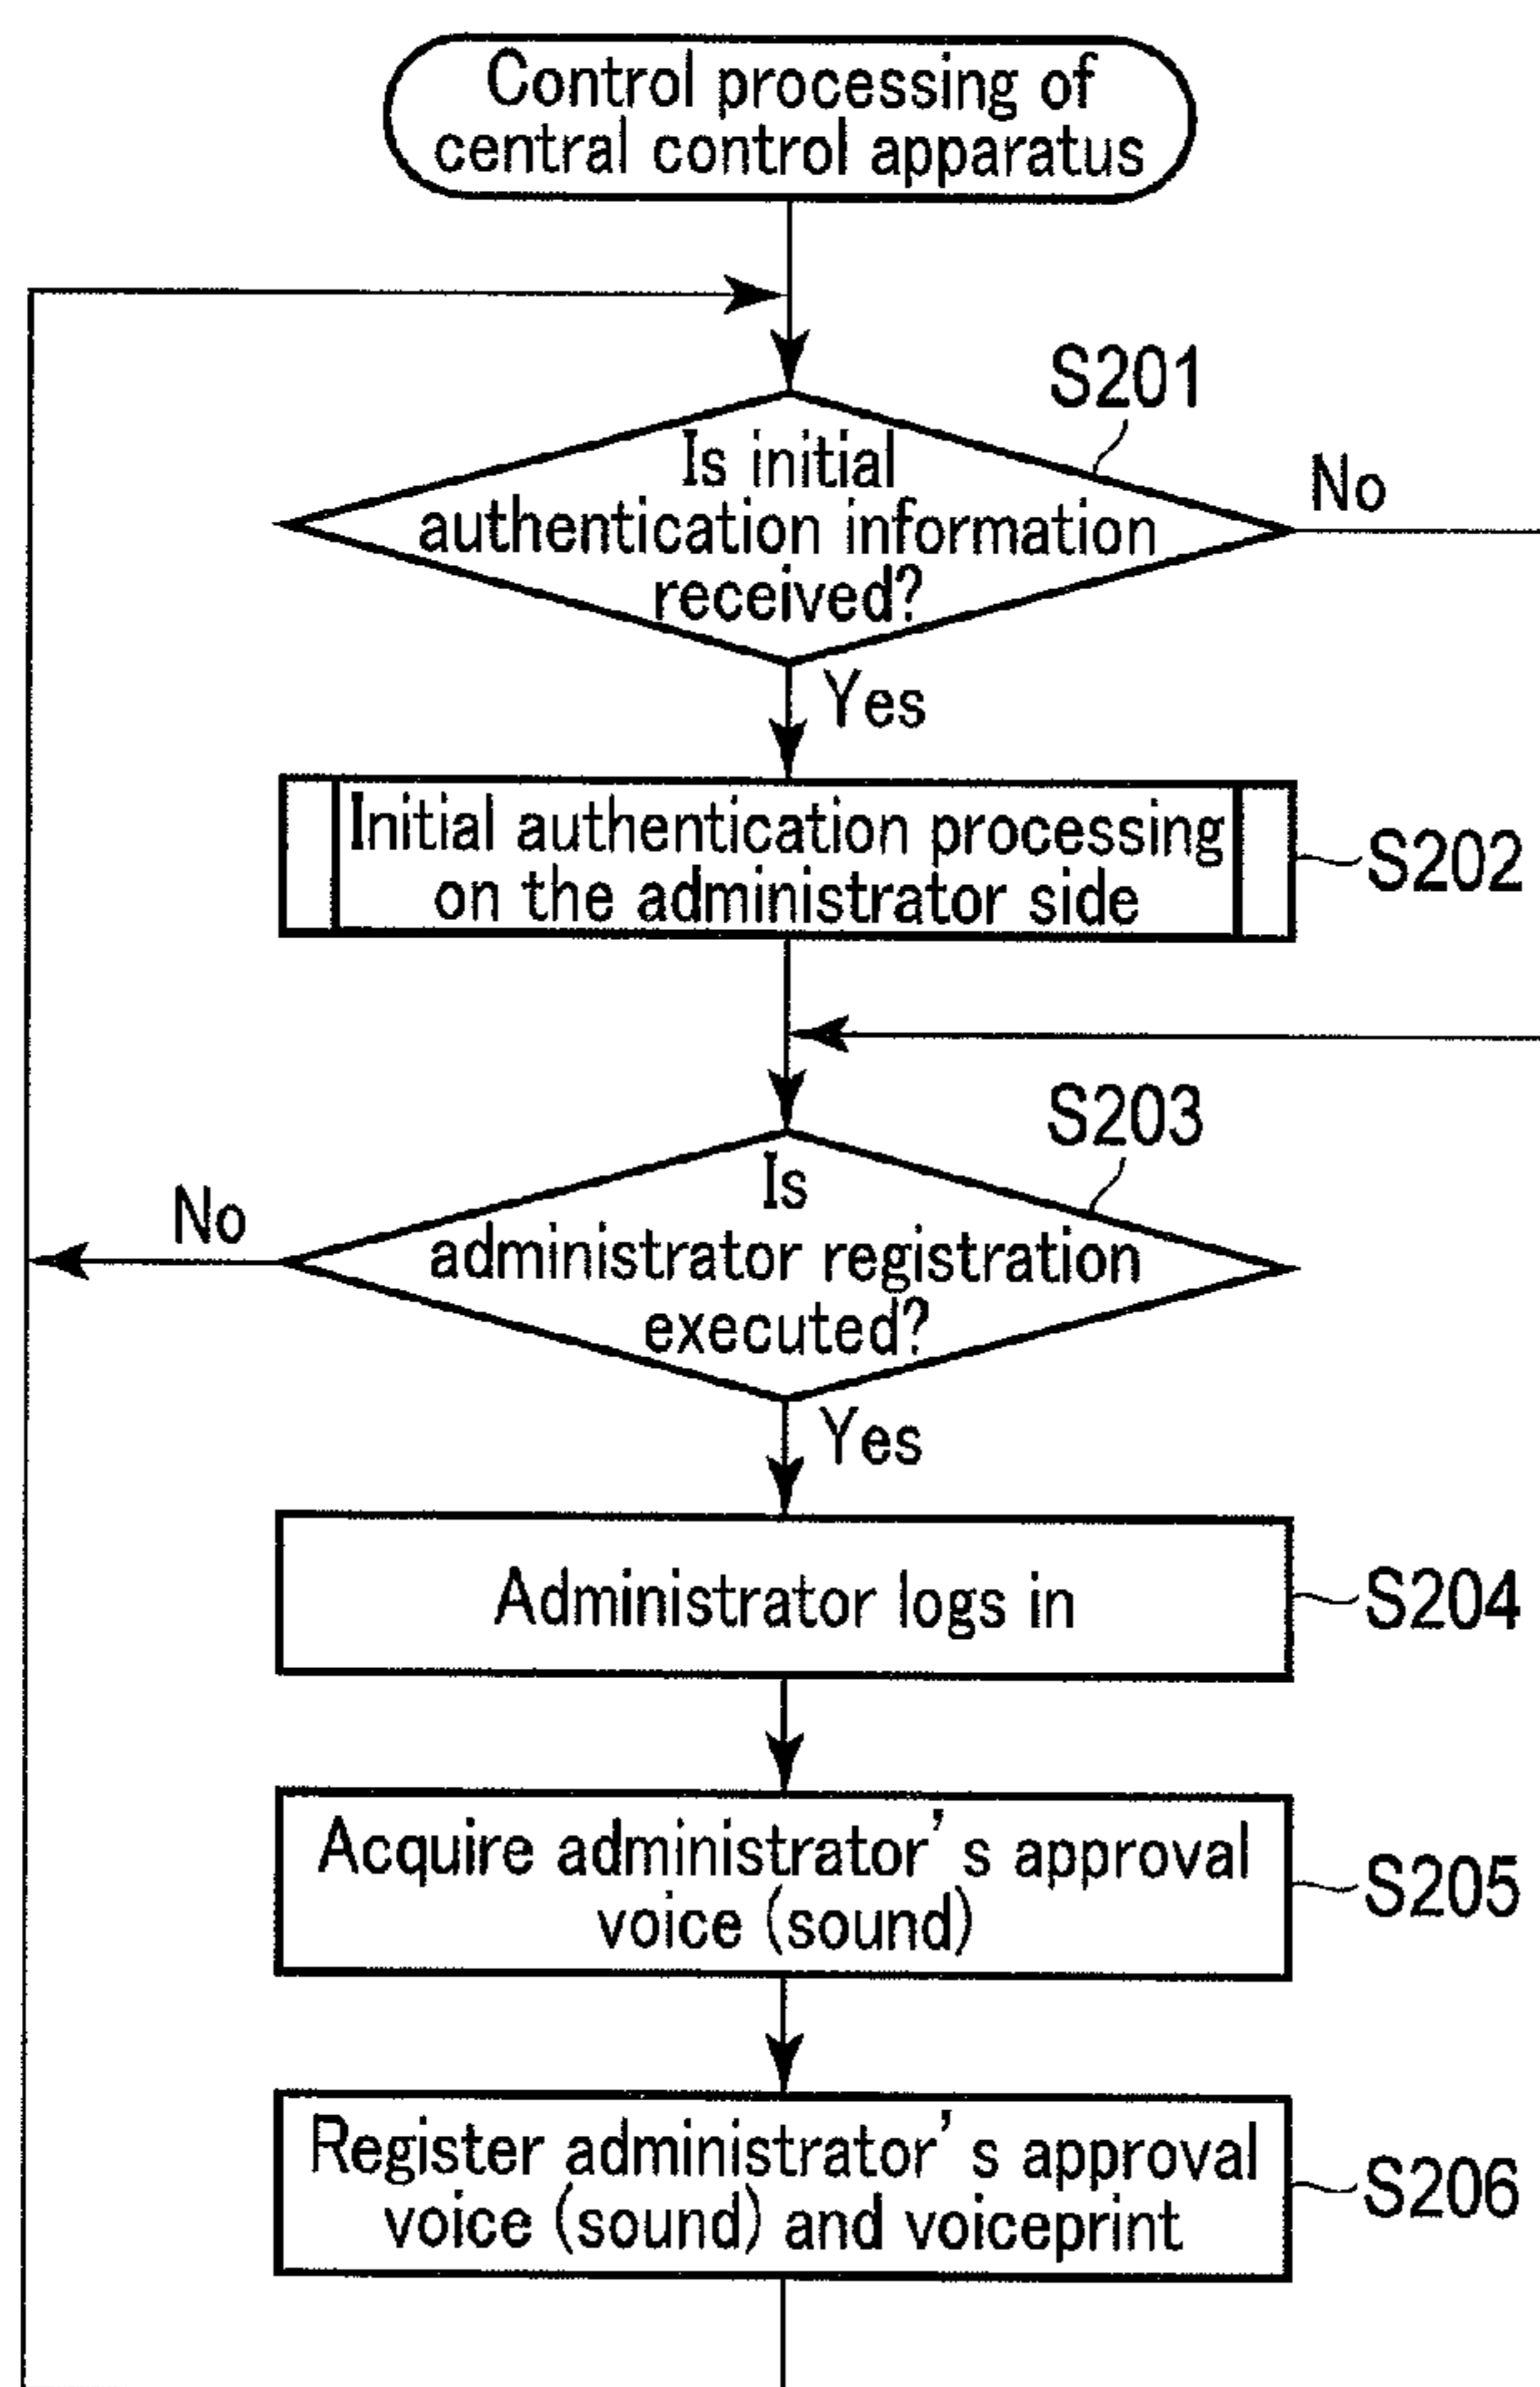 Control processing of
central control apparatus
S201
Is initial
authentication information
received?
No
Yes
Initial authentication processing
on the administrator side
S202
S203
Is
administrator registration
executed?
No
Yes
Administrator logs in
S204
Acquire administrator's approval
voice (sound)
S205
Register administrator's approval
voice (sound) and voiceprint
S206